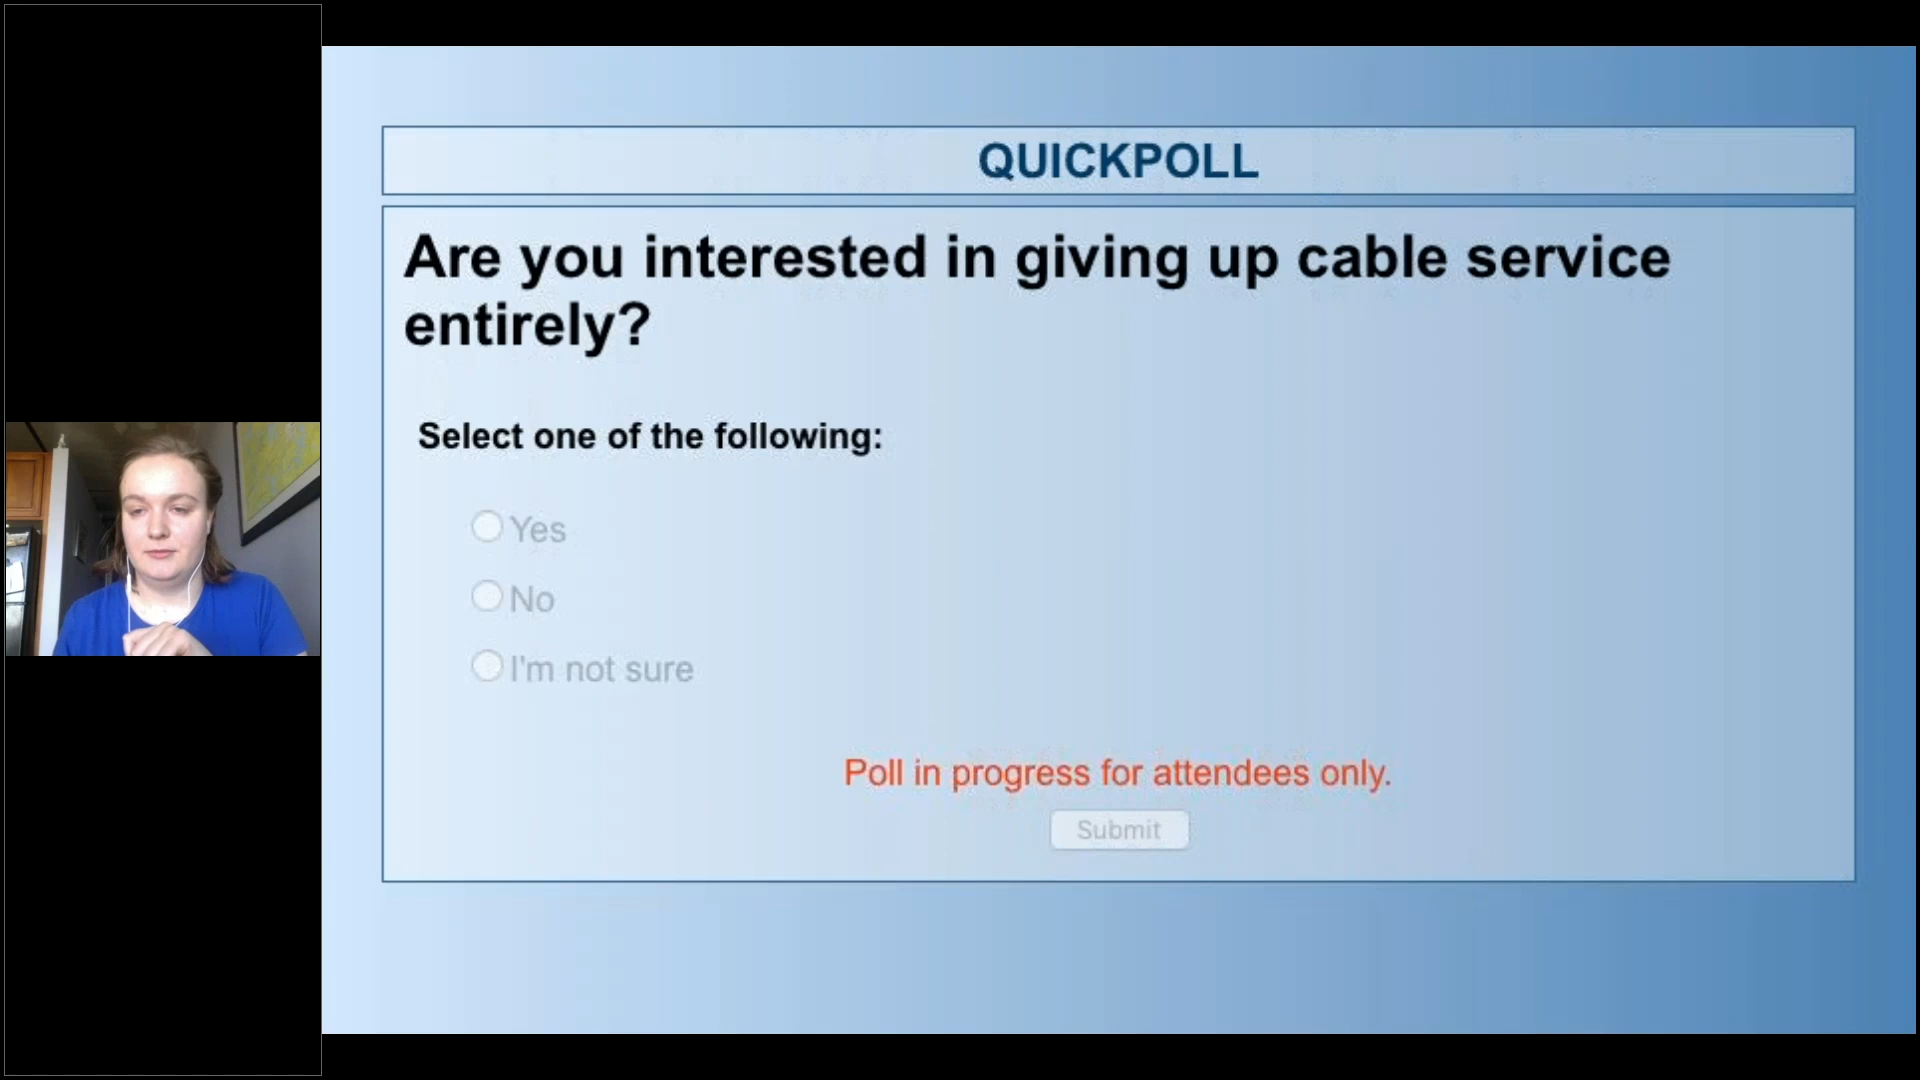 QUICKPOLL
Are you interested in giving up cable service
entirely?
Select one of the following:
Yes
No
I'm not sure
Poll in progress for attendees only.
Submit